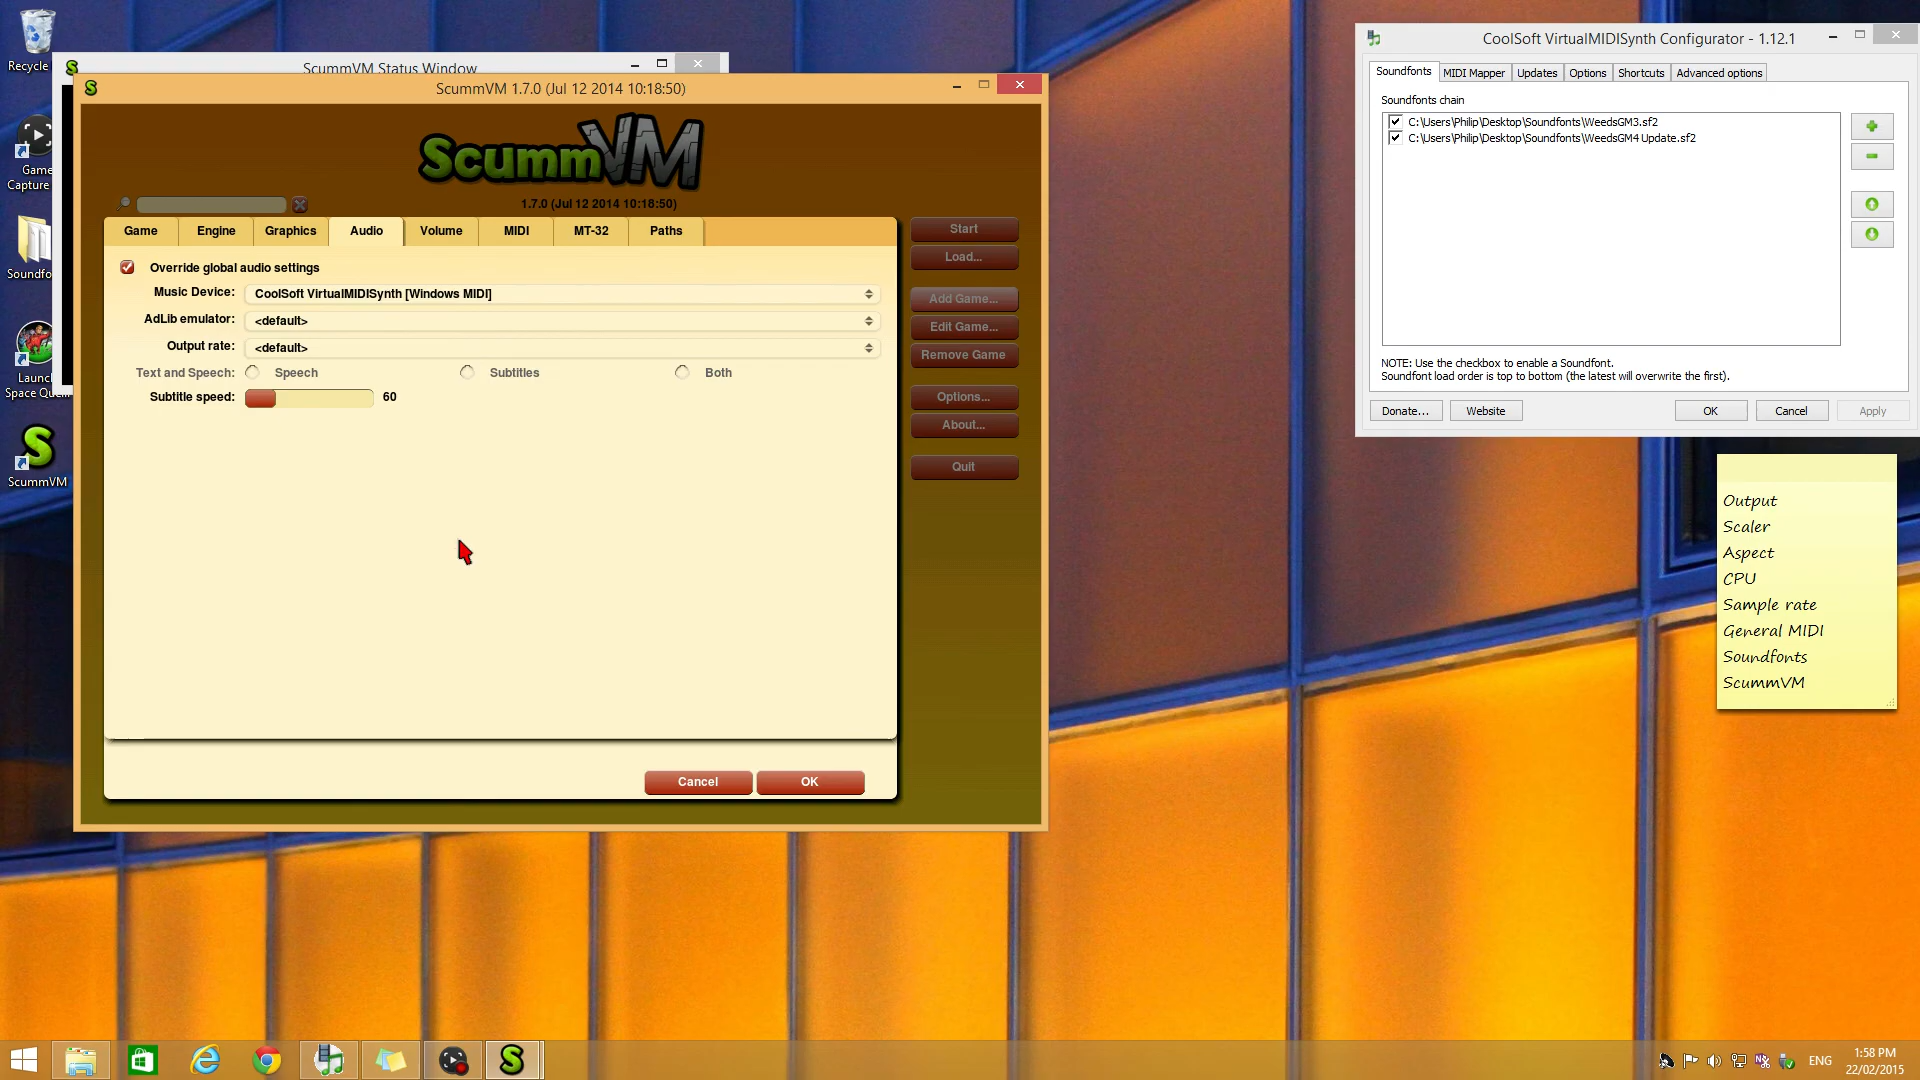 Recycle
Game
Capture
Soundfo
Launc
Space Que
ScummVM
ScummVM Status Window
ScummVM 1.7.0 (Jul 12 2014 10:18:50)
ScummVM
1.7.0 (Jul 12 2014 10:18:50)
Game
Engine
Graphics
Audio
Volume
MIDI
MT-32
Paths
Override global audio settings
Music Device: CoolSoft VirtualMIDISynth [Windows MIDI]
AdLib emulator: <default>
Output rate: <default>
Text and Speech: Speech Subtitles Both
Subtitle speed: 60
Cancel
OK
Start
Load...
Add Game...
Edit Game...
Remove Game
Options...
About...
Quit
CoolSoft VirtualMIDISynth Configurator - 1.12.1
Soundfonts
MIDI Mapper
Updates
Options
Shortcuts
Advanced options
Soundfonts chain
C:\Users\Philip\Desktop\Soundfonts\WeedsGM3.sf2
C:\Users\Philip\Desktop\Soundfonts\WeedsGM4 Update.sf2
NOTE: Use the checkbox to enable a Soundfont.
Soundfont load order is top to bottom (the latest will overwrite the first).
Donate...
Website
OK
Cancel
Apply
Output
Scaler
Aspect
CPU
Sample rate
General MIDI
Soundfonts
ScummVM
ENG
1:58 PM
22/02/2015